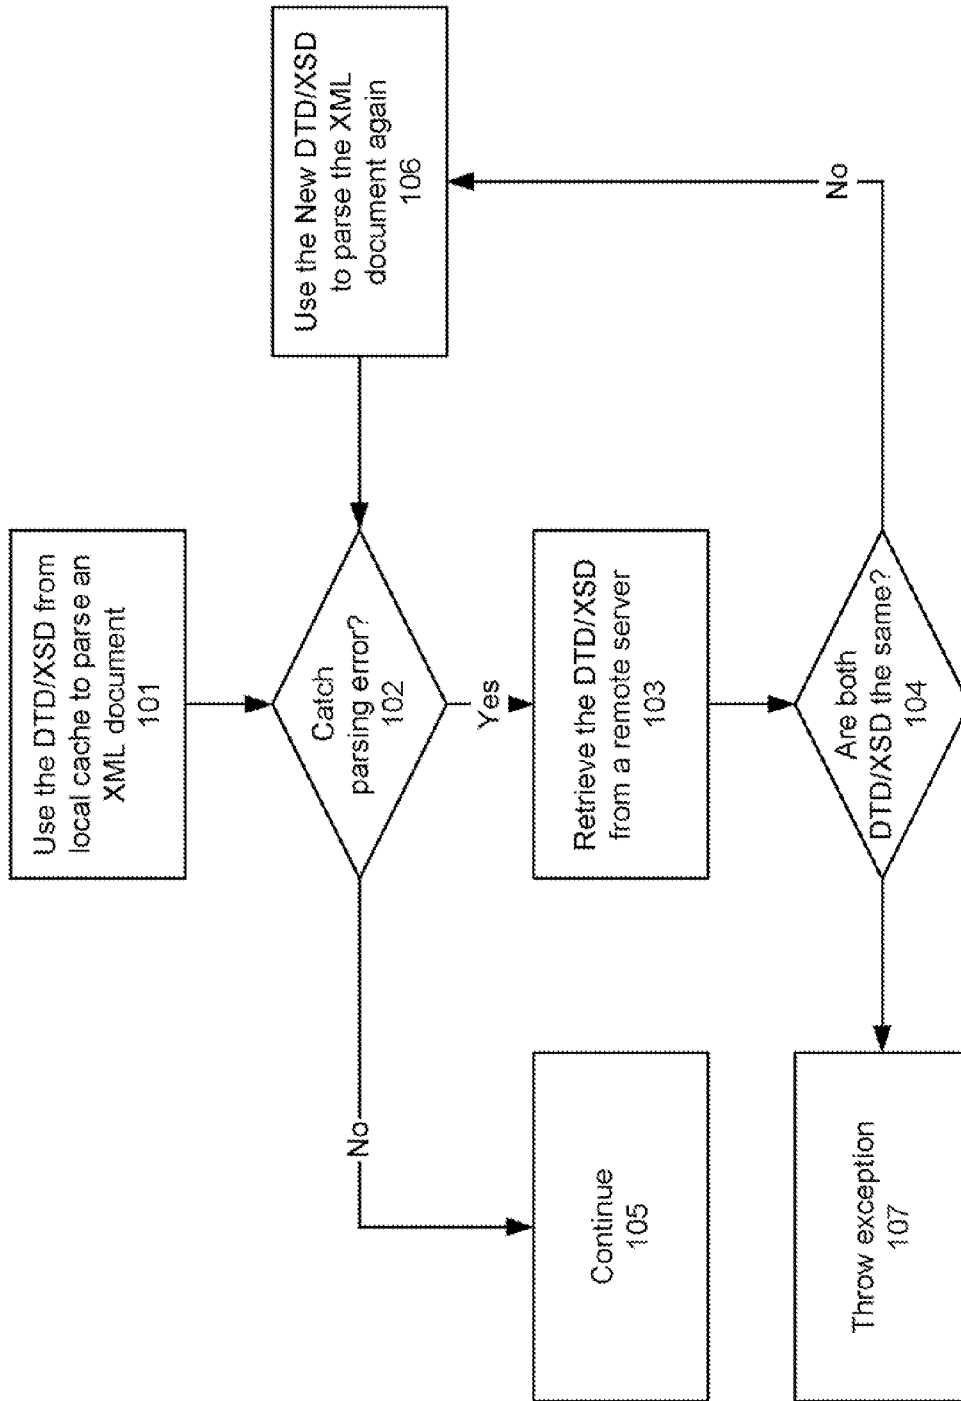 Use the DTD/XSD from
local cache to parse an
XML document
101
Catch
parsing error?
102
No
Yes
Continue
105
Retrieve the DTD/XSD
from a remote server
103
Use the New DTD/XSD
to parse the XML
document again
106
Are both
DTD/XSD the same?
104
No
Throw exception
107